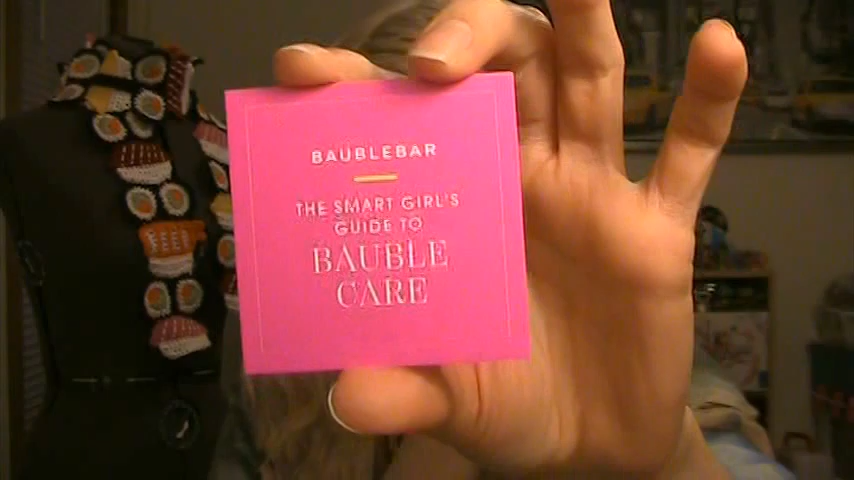 BAUBLEBAR
THE SMART GIRL'S
GUIDE TO
BAUBLE
CARE